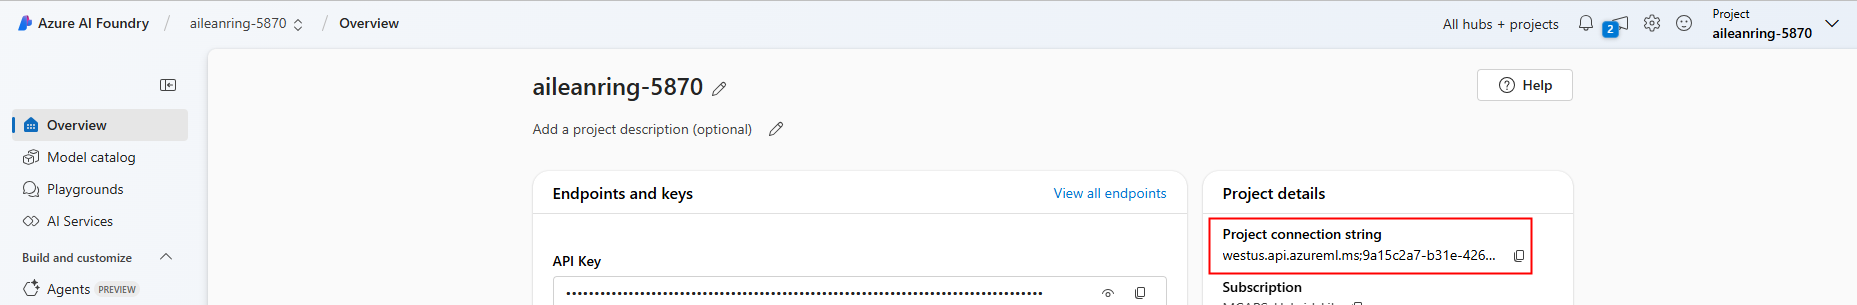 Azure AI Foundry / aileanring-5870 / Overview
All hubs + projects
2
Project
aileanring-5870
aileanring-5870
Help
Add a project description (optional)
Overview
Model catalog
Playgrounds
AI Services
Build and customize
Agents PREVIEW
Endpoints and keys
View all endpoints
API Key
••••••••••••••••••••••••••••••••••••••••••••••••••••••••••••••••••••••••••••••••••••
Project details
Project connection string
westus.api.azureml.ms;9a15c2a7-b31e-426...
Subscription